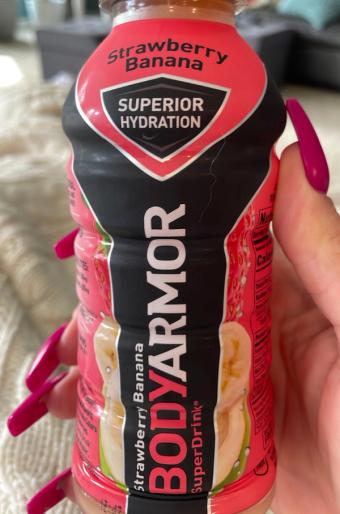 Strawberry
Banana
SUPERIOR
HYDRATION
Strawberry Banana
BODYARMOR
SuperDrink®